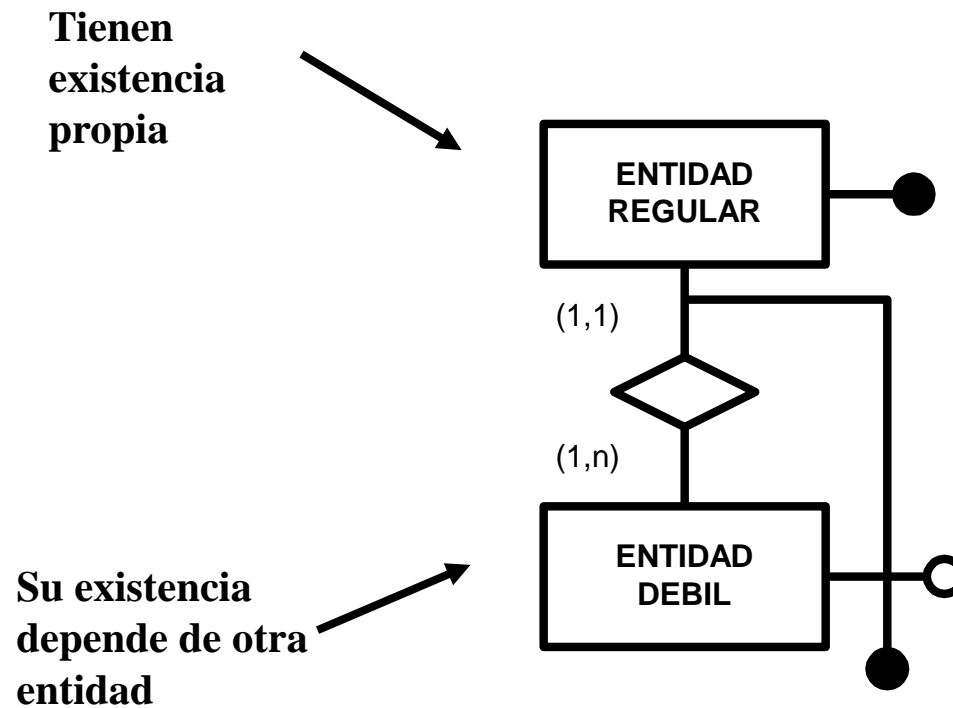 Tienen
existencia
propia
ENTIDAD
REGULAR
(1,1)
(1,n)
ENTIDAD
DEBIL
Su existencia
depende de otra
entidad